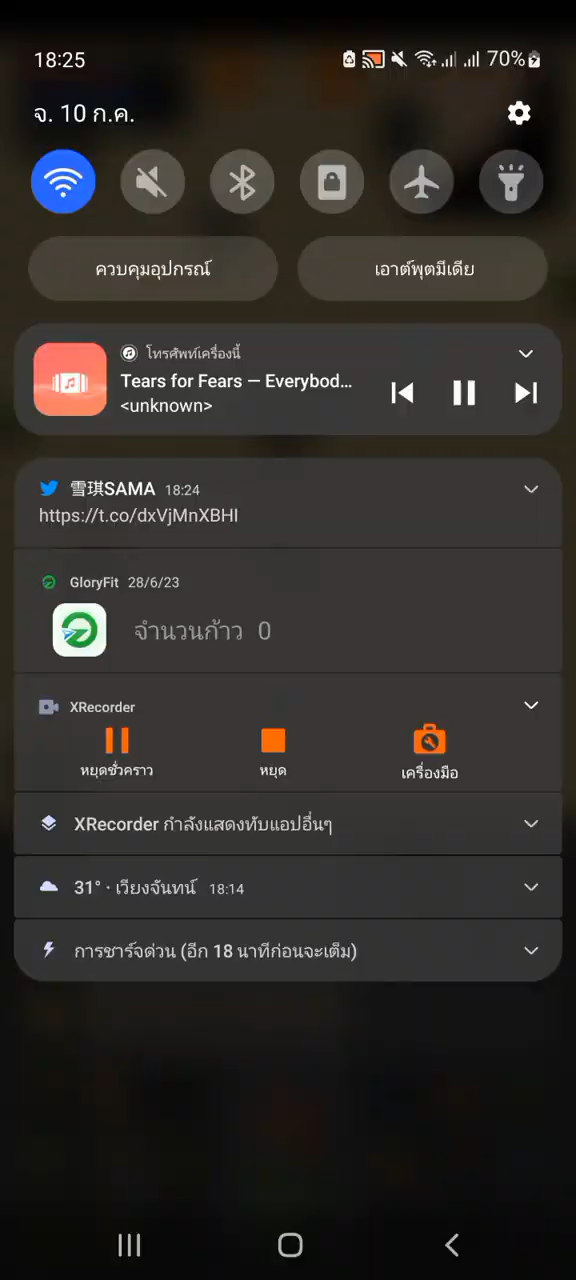 18:25
70%
จ. 10 ก.ค.
ควบคุมอุปกรณ์
เอาต์พุตมีเดีย
โทรศัพท์เครื่องนี้
Tears for Fears — Everybod...
<unknown>
雪琪SAMA 18:24
https://t.co/dxVjMnXBHI
GloryFit 28/6/23
จำนวนก้าว 0
XRecorder
หยุดชั่วคราว
หยุด
เครื่องมือ
XRecorder กำลังแสดงทับแอปอื่นๆ
31° · เวียงจันทน์ 18:14
การชาร์จด่วน (อีก 18 นาทีก่อนจะเต็ม)